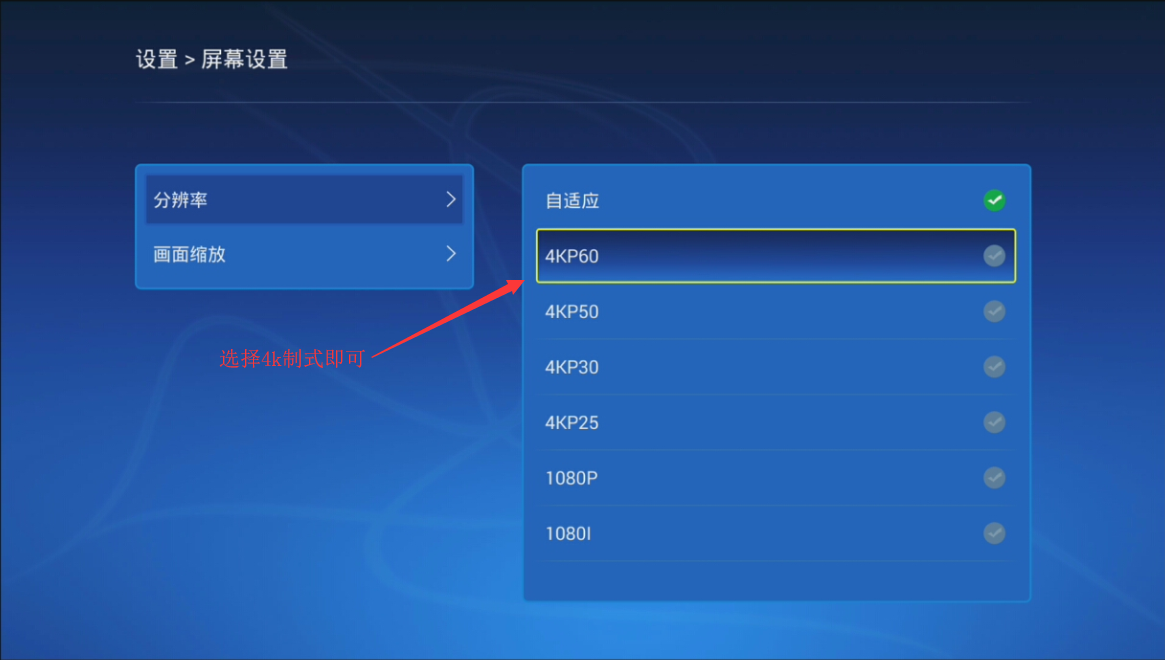 设置 > 屏幕设置
分辨率
画面缩放
选择4k制式即可
自适应
4KP60
4KP50
4KP30
4KP25
1080P
1080I